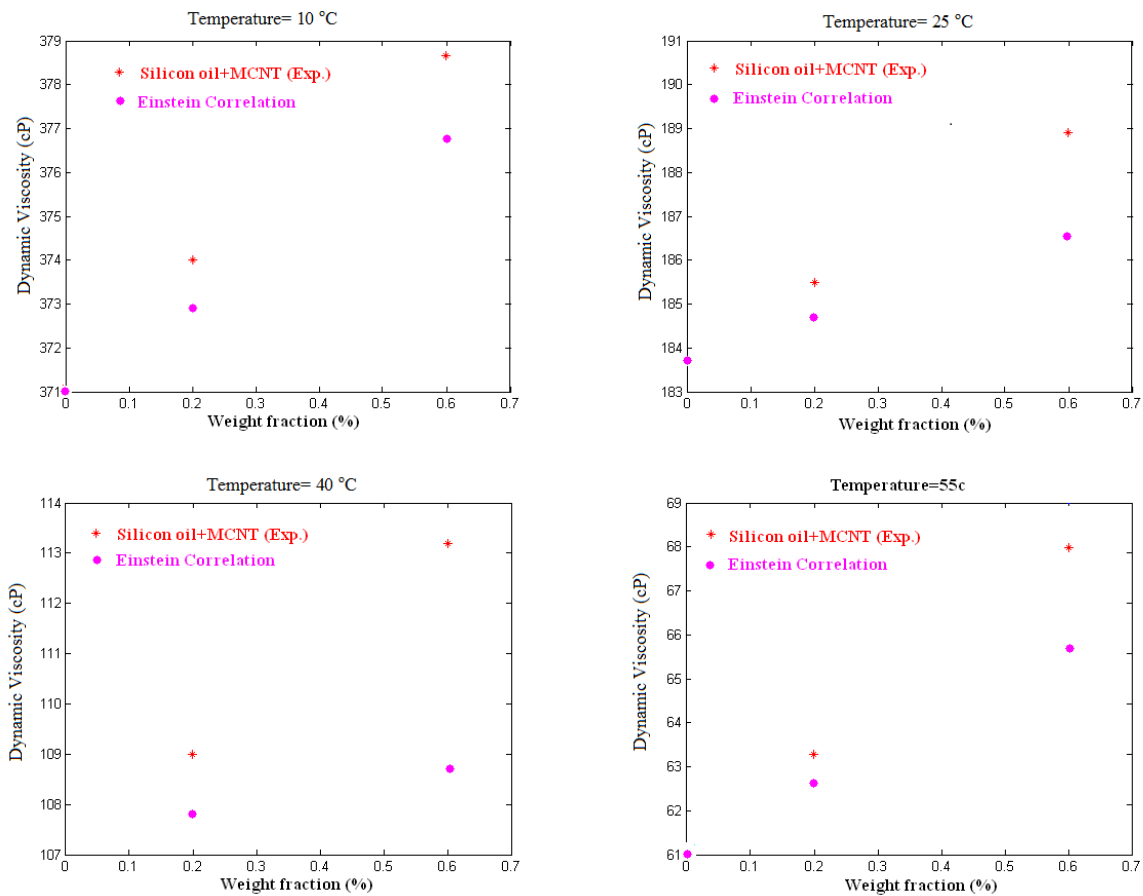 Temperature= 10 °C
379
378
377
376
375
374
373
372
371
Dynamic Viscosity (cP)
Silicon oil+MCNT (Exp.)
Einstein Correlation
0 0.1 0.2 0.3 0.4 0.5 0.6 0.7
Weight fraction (%)
Temperature= 25 °C
191
190
189
188
187
186
185
184
183
Dynamic Viscosity (cP)
Silicon oil+MCNT (Exp.)
Einstein Correlation
0 0.1 0.2 0.3 0.4 0.5 0.6 0.7
Weight fraction (%)
Temperature= 40 °C
114
113
112
111
110
109
108
107
Dynamic Viscosity (cP)
Silicon oil+MCNT (Exp.)
Einstein Correlation
0 0.1 0.2 0.3 0.4 0.5 0.6 0.7
Weight fraction (%)
Temperature=55c
69
68
67
66
65
64
63
62
61
Dynamic Viscosity (cP)
Silicon oil+MCNT (Exp.)
Einstein Correlation
0 0.1 0.2 0.3 0.4 0.5 0.6 0.7
Weight fraction (%)